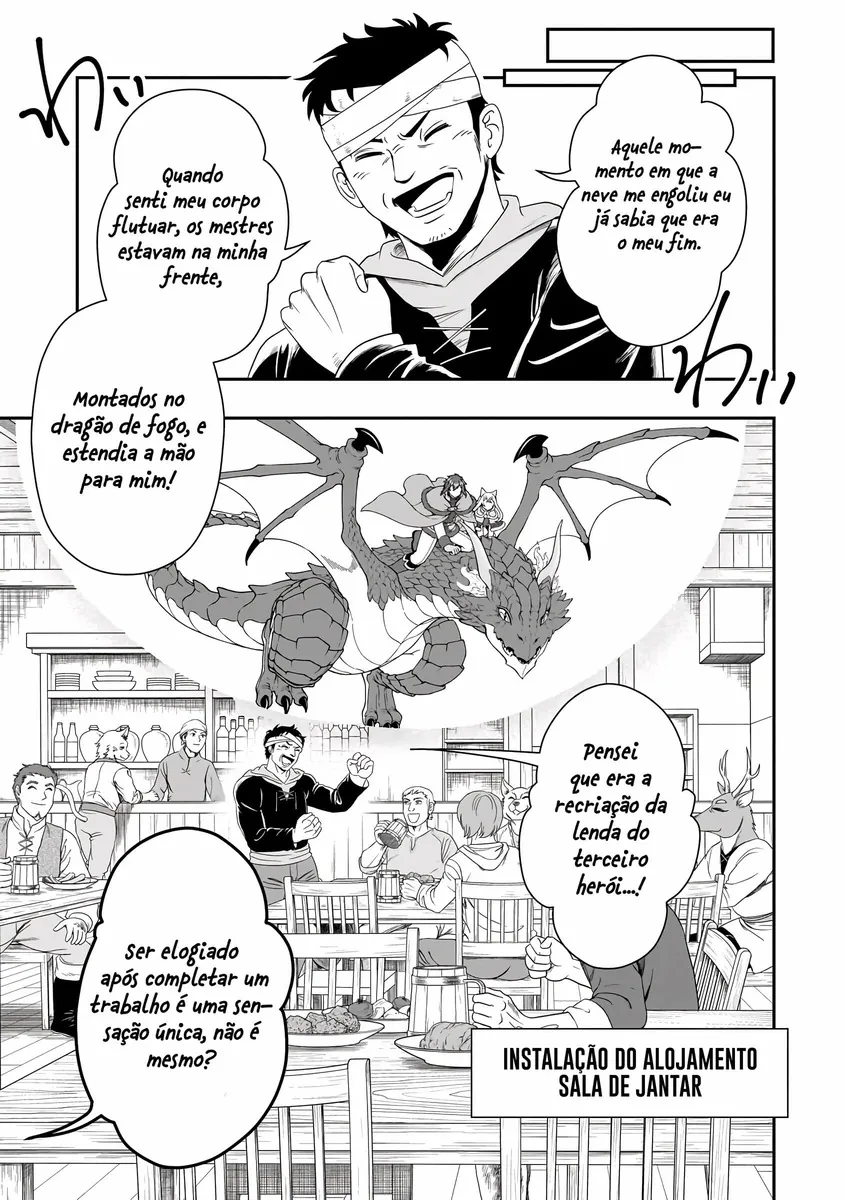 わ
Aquele mo-
mento em que a
neve me engoliu eu
já sabia que era
o meu fim.
Quando
senti meu corpo
flutuar, os mestres
estavam na minha
frente,
わ
Montados no
dragão de fogo, e
estendia a mão
para mim!
Pensei
que era a
recriação da
lenda do
terceiro
herói...!
Ser elogiado
após completar um
trabalho é uma sen-
sação única, não é
mesmo?
INSTALAÇÃO DO ALOJAMENTO
SALA DE JANTAR